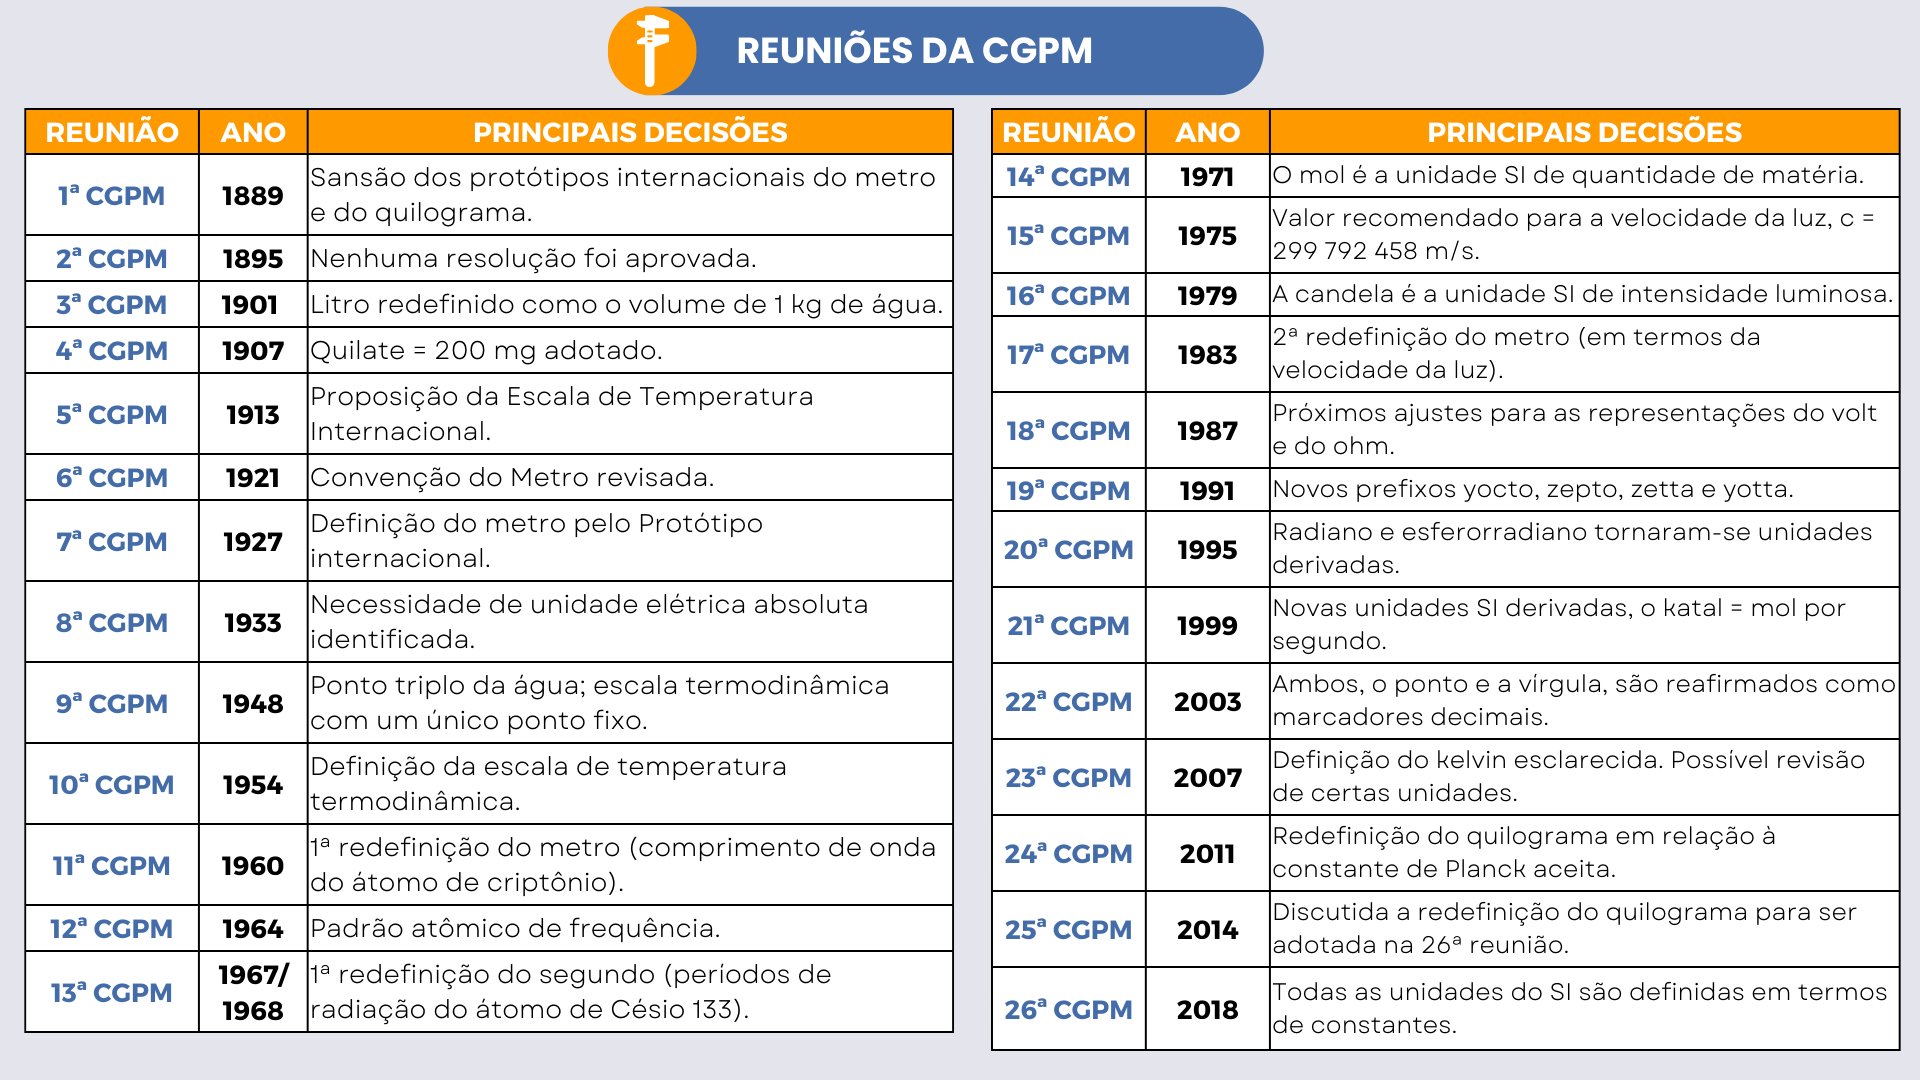 REUNIÕES DA CGPM
REUNIÃO ANO PRINCIPAIS DECISÕES
1ª CGPM 1889 Sansão dos protótipos internacionais do metro
e do quilograma.
2ª CGPM 1895 Nenhuma resolução foi aprovada.
3ª CGPM 1901 Litro redefinido como o volume de 1 kg de água.
4ª CGPM 1907 Quilate = 200 mg adotado.
5ª CGPM 1913 Proposição da Escala de Temperatura
Internacional.
6ª CGPM 1921 Convenção do Metro revisada.
7ª CGPM 1927 Definição do metro pelo Protótipo
internacional.
8ª CGPM 1933 Necessidade de unidade elétrica absoluta
identificada.
9ª CGPM 1948 Ponto triplo da água; escala termodinâmica
com um único ponto fixo.
10ª CGPM 1954 Definição da escala de temperatura
termodinâmica.
11ª CGPM 1960 1ª redefinição do metro (comprimento de onda
do átomo de criptônio).
12ª CGPM 1964 Padrão atômico de frequência.
13ª CGPM 1967/ 1ª redefinição do segundo (períodos de
1968 radiação do átomo de Césio 133).
REUNIÃO ANO PRINCIPAIS DECISÕES
14ª CGPM 1971 O mol é a unidade SI de quantidade de matéria.
15ª CGPM 1975 Valor recomendado para a velocidade da luz, c =
299 792 458 m/s.
16ª CGPM 1979 A candela é a unidade SI de intensidade luminosa.
17ª CGPM 1983 2ª redefinição do metro (em termos da
velocidade da luz).
18ª CGPM 1987 Próximos ajustes para as representações do volt
e do ohm.
19ª CGPM 1991 Novos prefixos yocto, zepto, zetta e yotta.
20ª CGPM 1995 Radiano e esferorradiano tornaram-se unidades
derivadas.
21ª CGPM 1999 Novas unidades SI derivadas, o katal = mol por
segundo.
22ª CGPM 2003 Ambos, o ponto e a vírgula, são reafirmados como
marcadores decimais.
23ª CGPM 2007 Definição do kelvin esclarecida. Possível revisão
de certas unidades.
24ª CGPM 2011 Redefinição do quilograma em relação à
constante de Planck aceita.
25ª CGPM 2014 Discutida a redefinição do quilograma para ser
adotada na 26ª reunião.
26ª CGPM 2018 Todas as unidades do SI são definidas em termos
de constantes.